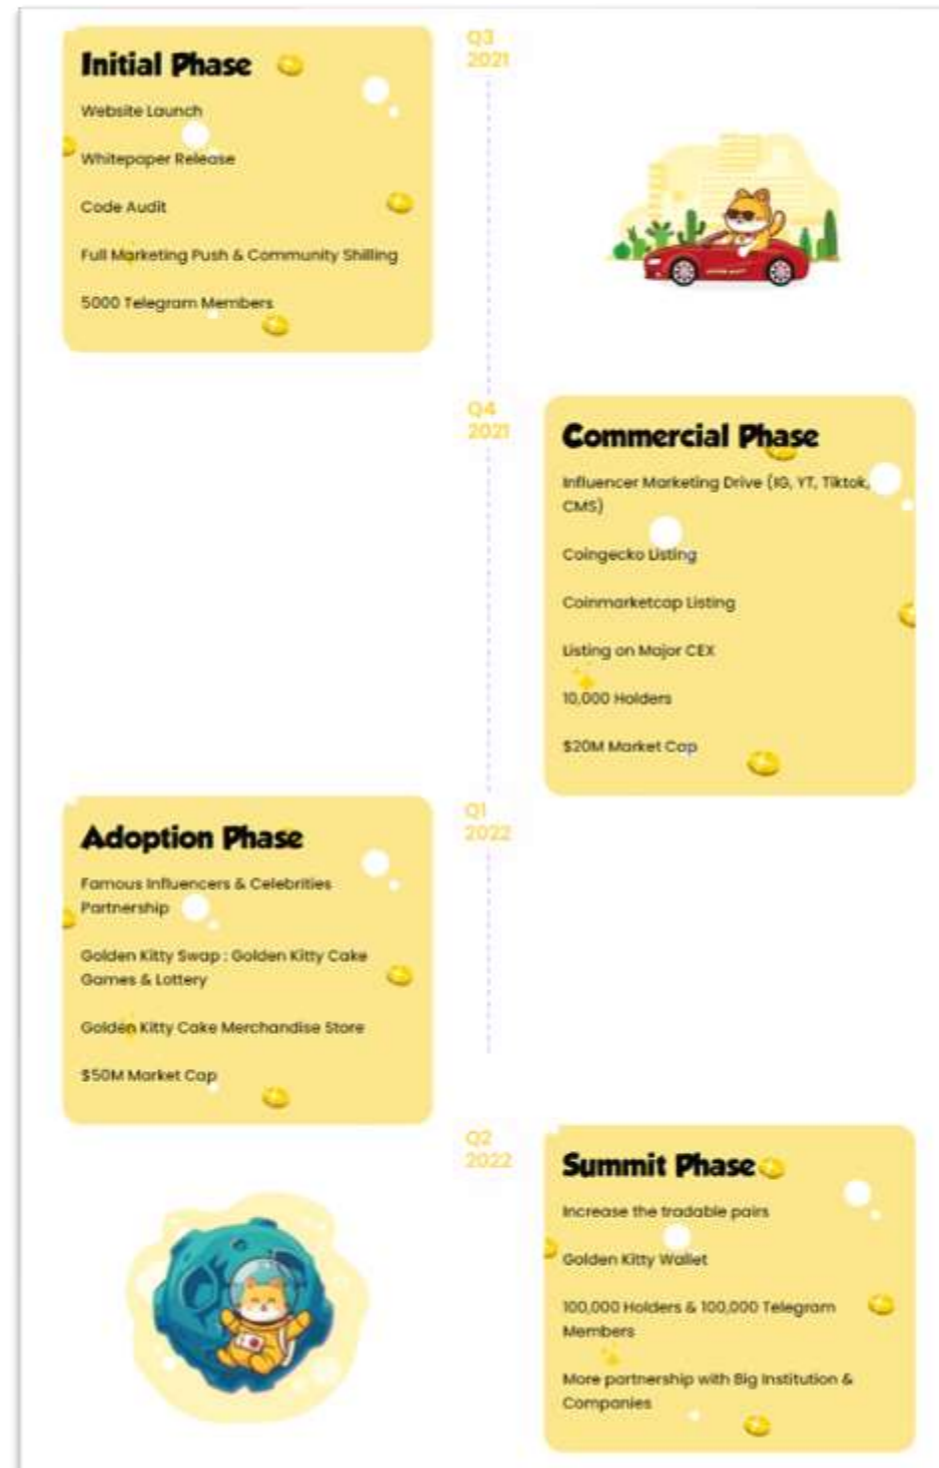 Q3
2021
Initial Phase
Website Launch
Whitepaper Release
Code Audit
Full Marketing Push & Community Shilling
5000 Telegram Members
Q4
2021
Commercial Phase
Influencer Marketing Drive (IG, YT, Tiktok,
CMS)
Coingecko Listing
Coinmarketcap Listing
Listing on Major CEX
10,000 Holders
$20M Market Cap
Q1
2022
Adoption Phase
Famous Influencers & Celebrities
Partnership
Golden Kitty Swap : Golden Kitty Cake
Games & Lottery
Golden Kitty Cake Merchandise Store
$50M Market Cap
Q2
2022
Summit Phase
Increase the tradable pairs
Golden Kitty Wallet
100,000 Holders & 100,000 Telegram
Members
More partnership with Big Institution &
Companies